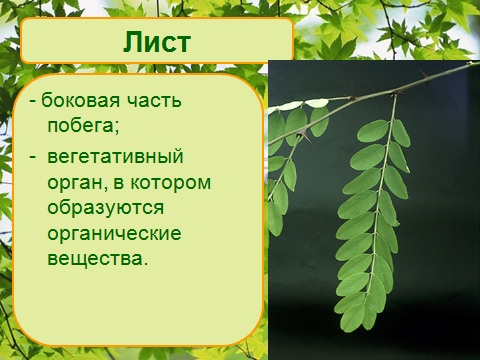 Лист
- боковая часть
побега;
- вегетативный
орган, в котором
образуются
органические
вещества.